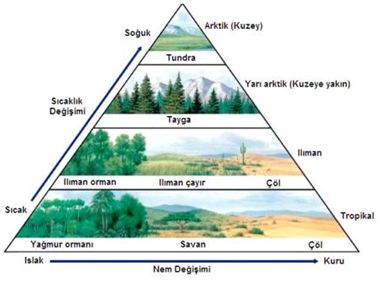 Soğuk
Arktik (Kuzey)
Tundra
Yarı arktik (Kuzeye yakın)
Sıcaklık
Değişimi
Tayga
Ilıman
Ilıman orman Ilıman çayır Çöl
Sıcak
Tropikal
Yağmur ormanı Savan Çöl
Islak Kuru
Nem Değişimi